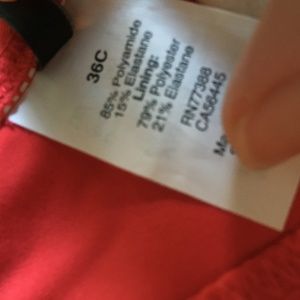 36C
85% Polyamide
15% Elastane
Lining:
79% Polyester
21% Elastane
RN77388
CA56445